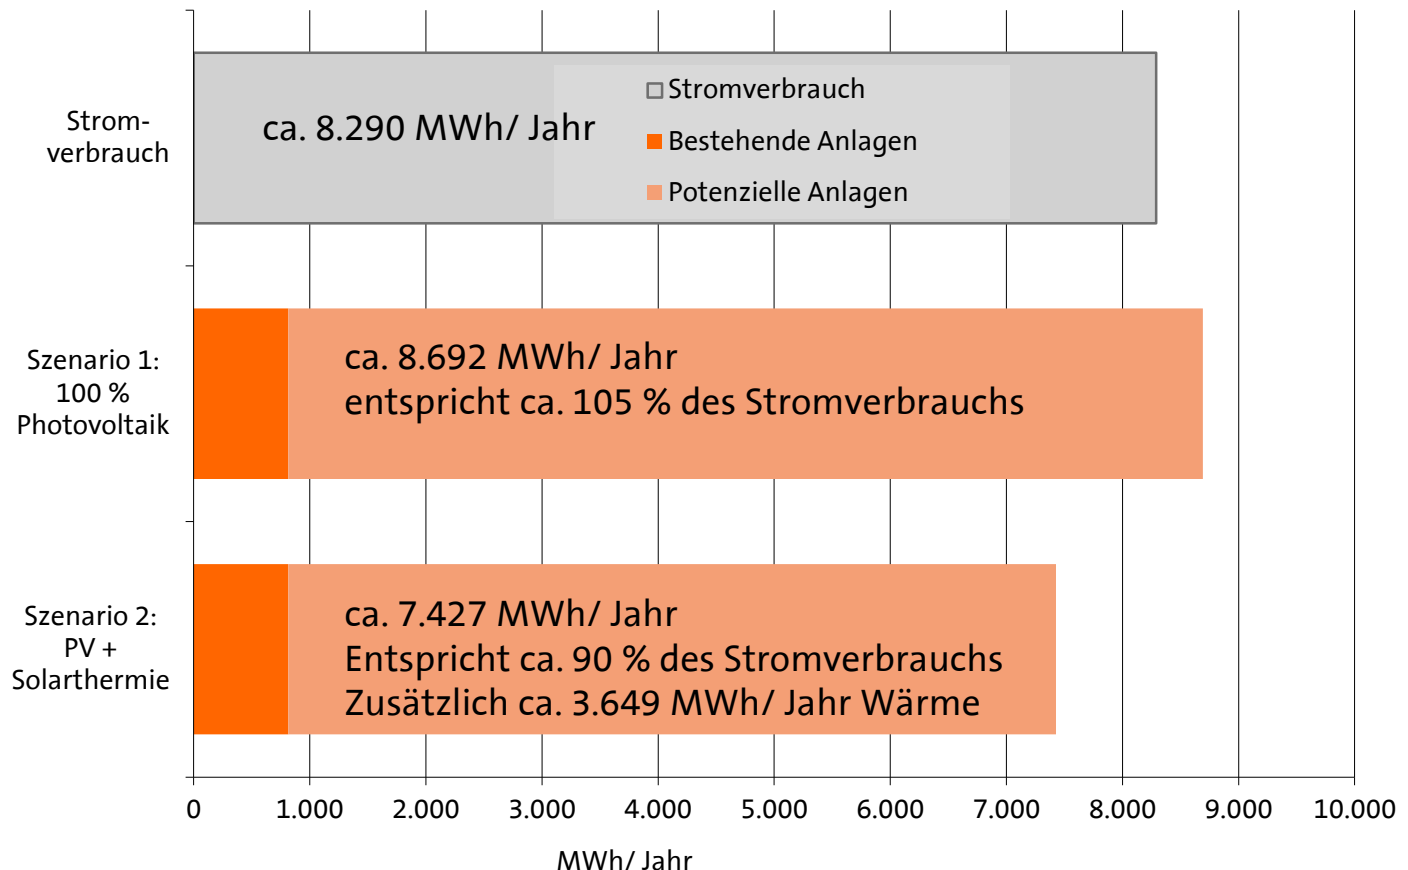 Strom-
verbrauch
ca. 8.290 MWh/ Jahr
Stromverbrauch
Bestehende Anlagen
Potenzielle Anlagen
Szenario 1:
100 %
Photovoltaik
ca. 8.692 MWh/ Jahr
entspricht ca. 105 % des Stromverbrauchs
Szenario 2:
PV +
Solarthermie
ca. 7.427 MWh/ Jahr
Entspricht ca. 90 % des Stromverbrauchs
Zusätzlich ca. 3.649 MWh/ Jahr Wärme
0 1.000 2.000 3.000 4.000 5.000 6.000 7.000 8.000 9.000 10.000
MWh/ Jahr